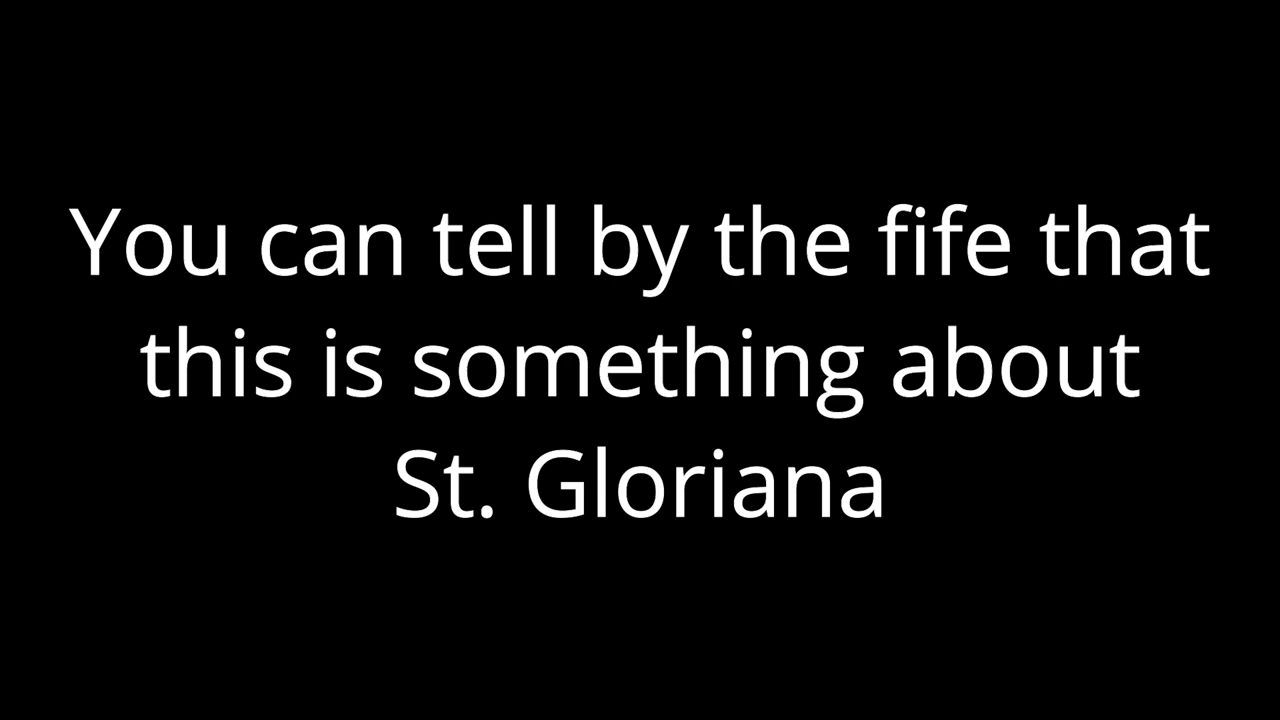 You can tell by the fife that
this is something about
St. Gloriana